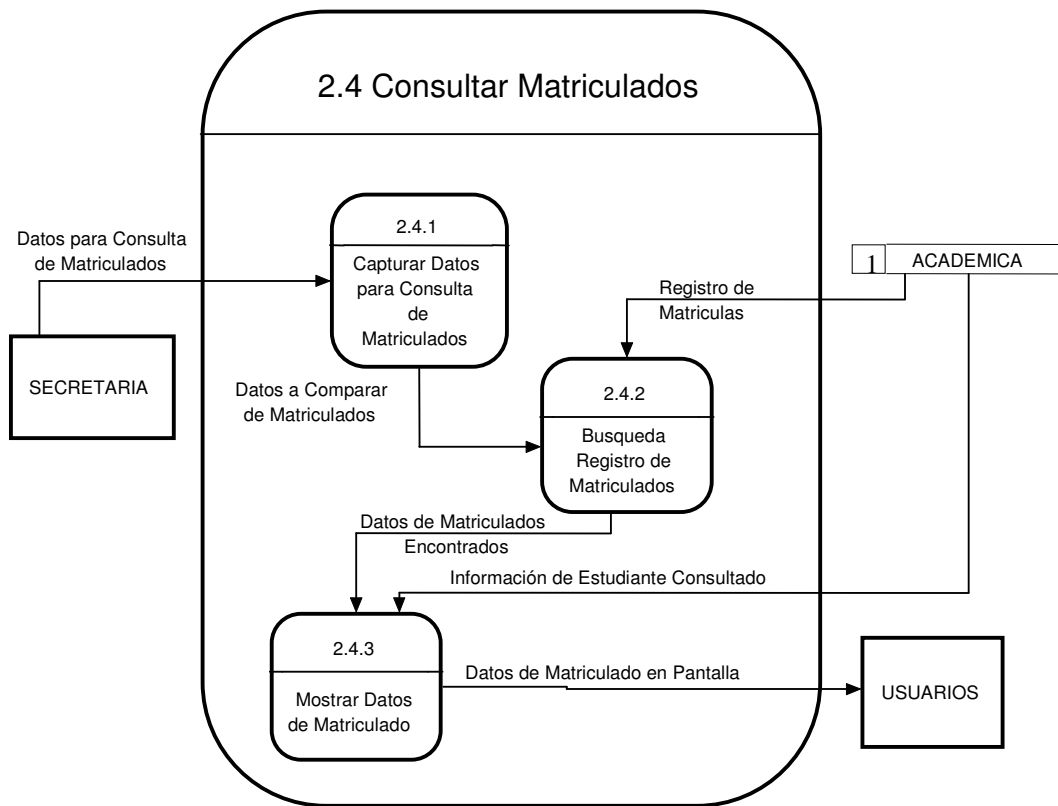 2.4 Consultar Matriculados
2.4.1
Capturar Datos
para Consulta
de
Matriculados
Datos para Consulta
de Matriculados
SECRETARIA
1 ACADEMICA
Registro de
Matriculas
Datos a Comparar
de Matriculados
2.4.2
Busqueda
Registro de
Matriculados
Datos de Matriculados
Encontrados
Información de Estudiante Consultado
2.4.3
Mostrar Datos
de Matriculado
Datos de Matriculado en Pantalla
USUARIOS